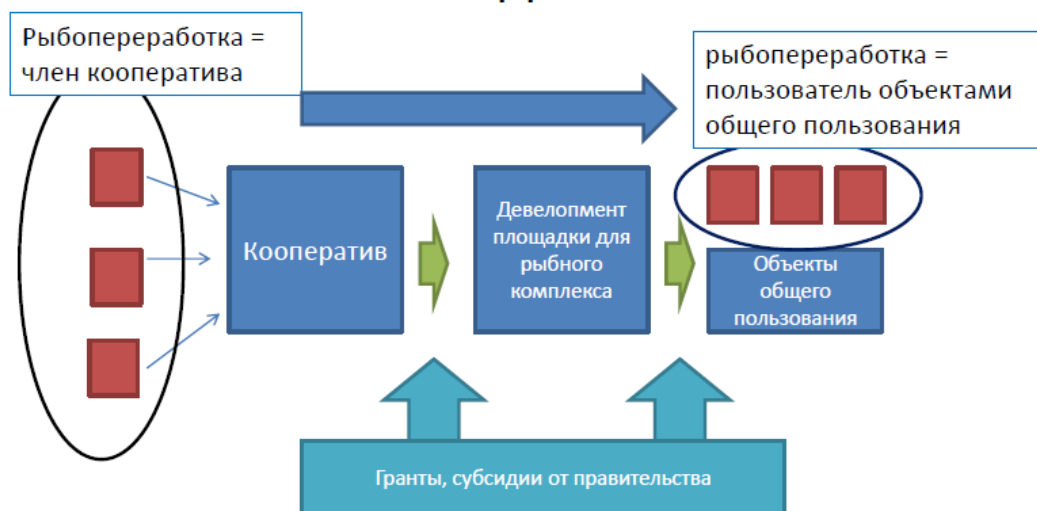 Рыбопереработка =
член кооператива
рыбопереработка =
пользователь объектами
общего пользования
Кооператив
Девелопмент
площадки для
рыбного
комплекса
Объекты
общего
пользования
Гранты, субсидии от правительства